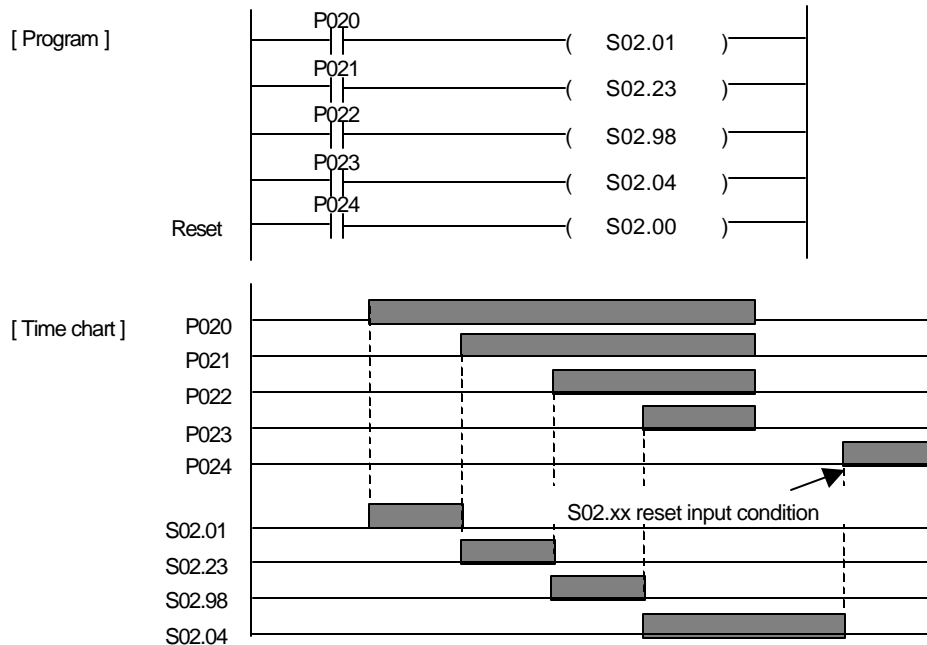 [ Program ]
P020
( S02.01 )
P021
( S02.23 )
P022
( S02.98 )
P023
( S02.04 )
P024
Reset
( S02.00 )
[ Time chart ]
P020
P021
P022
P023
P024
S02.xx reset input condition
S02.01
S02.23
S02.98
S02.04